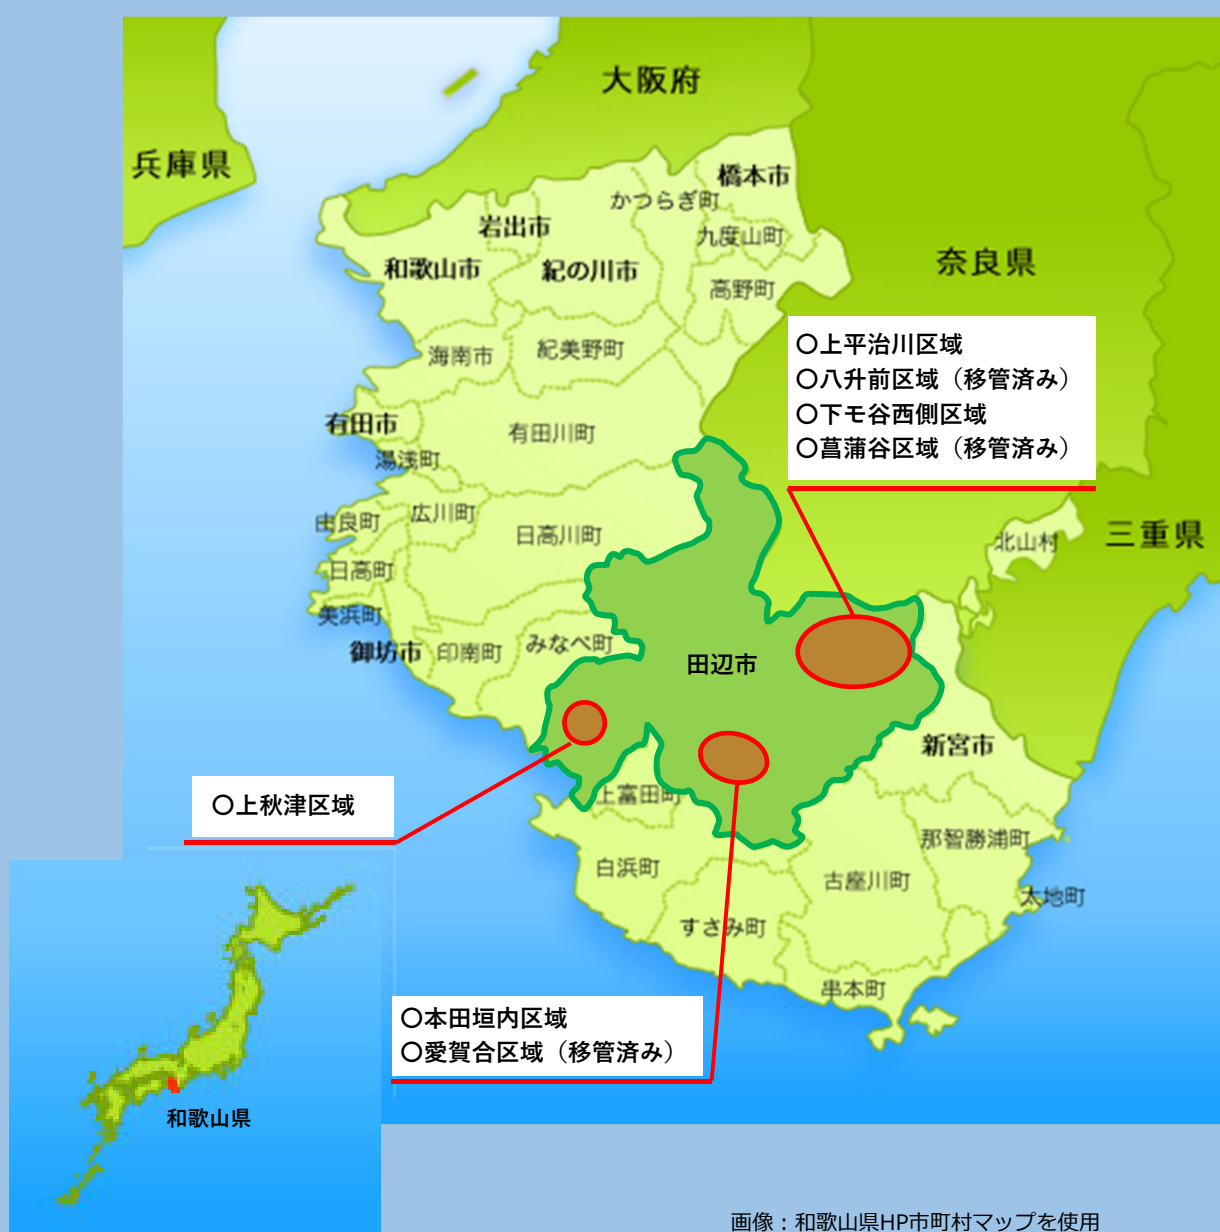 大阪府
兵庫県
橋本市
かつらぎ町
岩出市
九度山町
和歌山市
紀の川市
奈良県
高野町
海南市
紀美野町
〇上平治川区域
〇八升前区域（移管済み）
〇下モ谷西側区域
〇菖蒲谷区域（移管済み）
有田市
有田川町
湯浅町
広川町
由良町
日高川町
北山村
三重県
日高町
美浜町
御坊市
印南町
みなべ町
田辺市
新宮市
〇上秋津区域
上富田町
那智勝浦町
白浜町
古座川町
太地町
すさみ町
串本町
〇本田垣内区域
〇愛賀合区域（移管済み）
和歌山県
画像：和歌山県HP市町村マップを使用